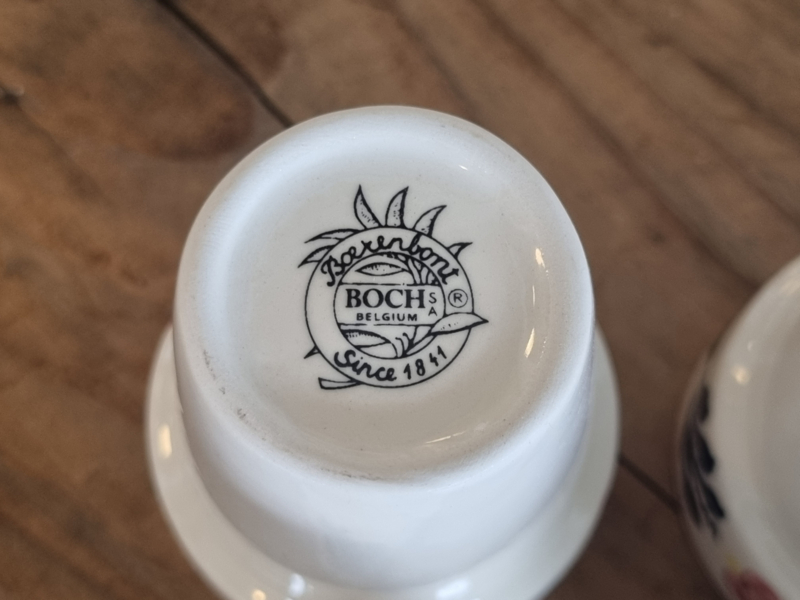 Boerenbont
BOCH S
A
®
BELGIUM
Since 1841